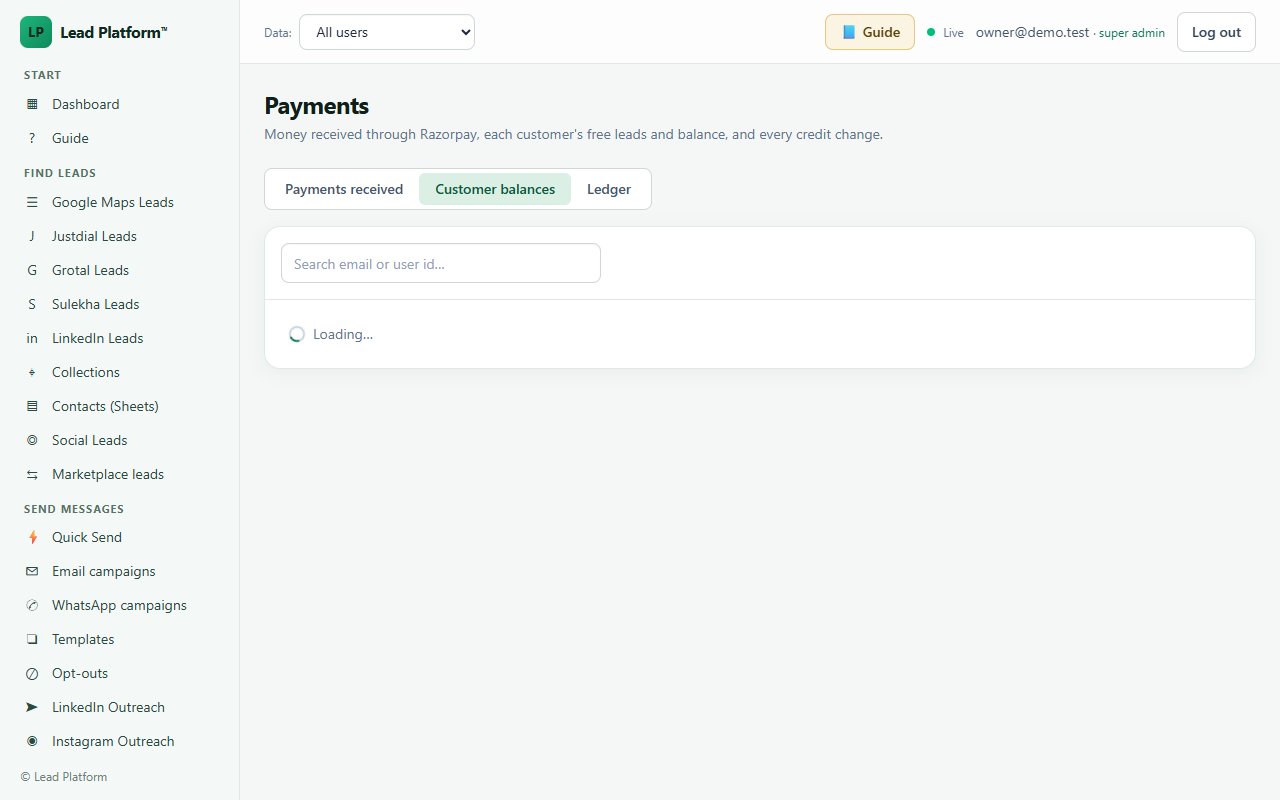 LP Lead Platform™
START
Dashboard
? Guide
FIND LEADS
Google Maps Leads
J Justdial Leads
G Grotal Leads
S Sulekha Leads
in LinkedIn Leads
Collections
Contacts (Sheets)
Social Leads
Marketplace leads
SEND MESSAGES
Quick Send
Email campaigns
WhatsApp campaigns
Templates
Opt-outs
LinkedIn Outreach
Instagram Outreach
© Lead Platform
Data: All users
Guide Live owner@demo.test · super admin Log out
Payments
Money received through Razorpay, each customer's free leads and balance, and every credit change.
Payments received Customer balances Ledger
Search email or user id...
Loading...